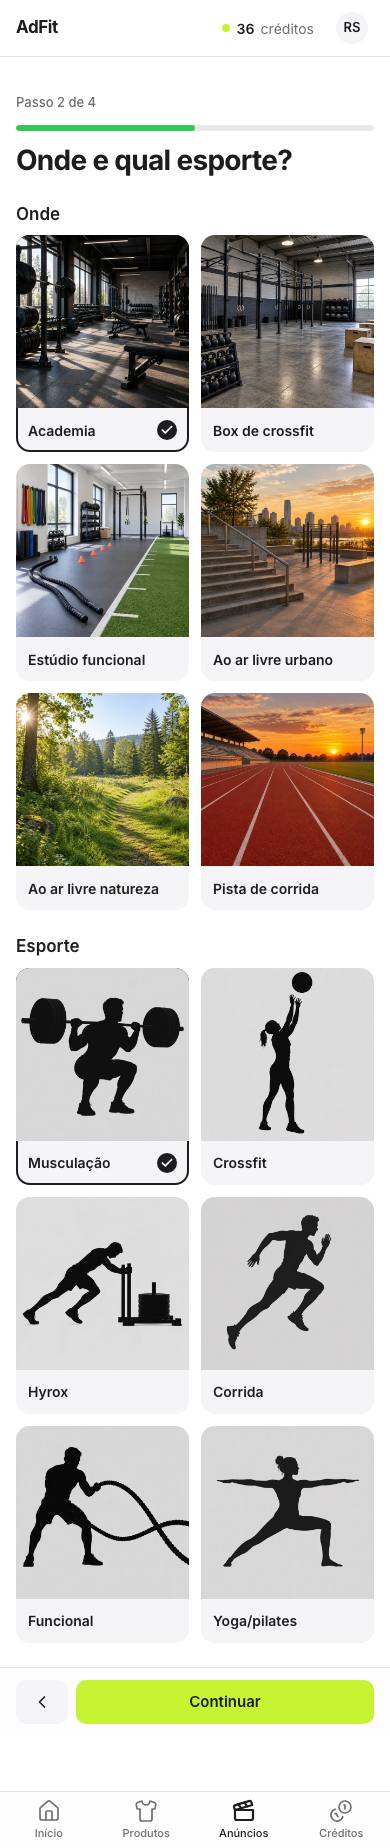 AdFit
36 créditos
RS
Passo 2 de 4
Onde e qual esporte?
Onde
Academia
Box de crossfit
Estúdio funcional
Ao ar livre urbano
Ao ar livre natureza
Pista de corrida
Esporte
Musculação
Crossfit
Hyrox
Corrida
Funcional
Yoga/pilates
Continuar
Início
Produtos
Anúncios
Créditos